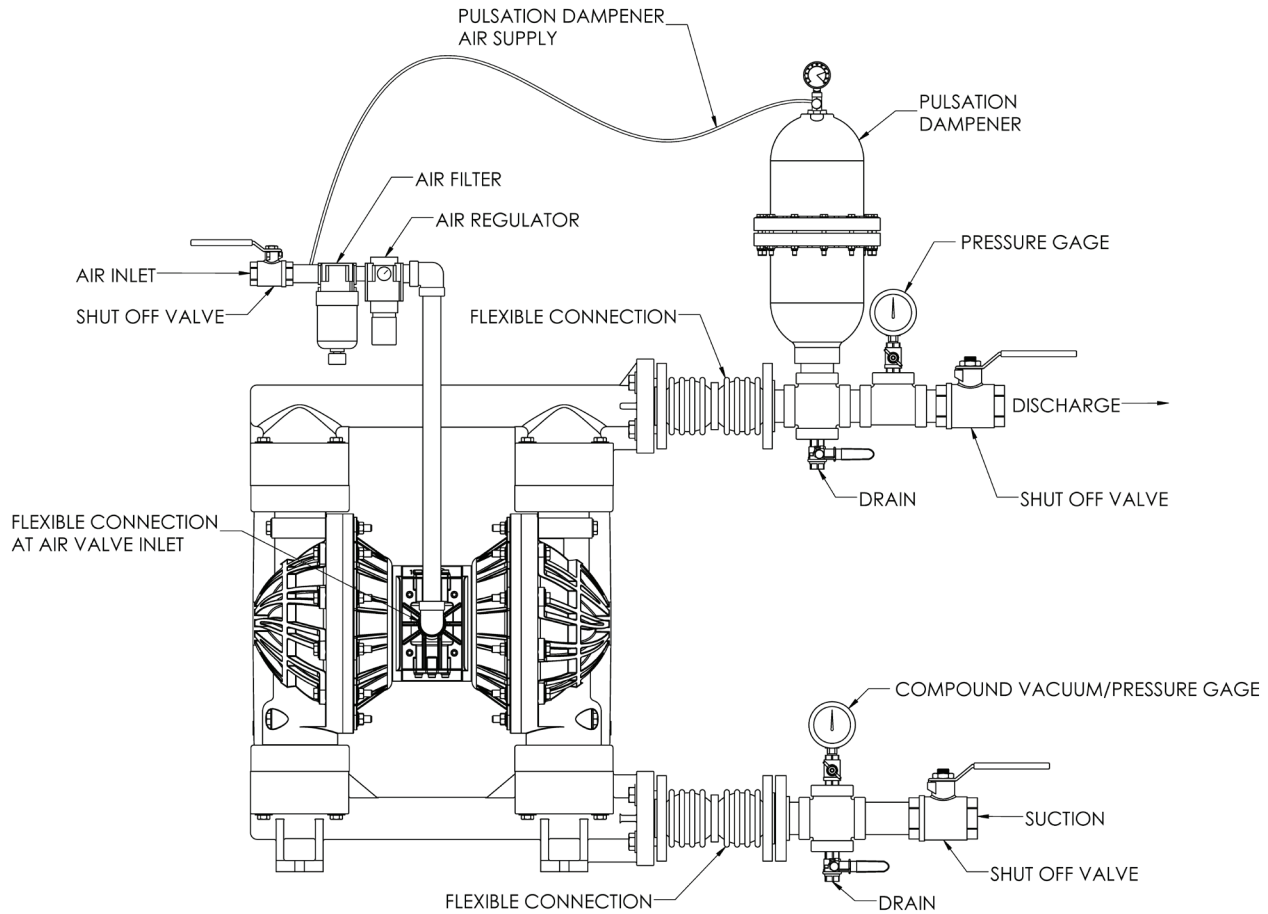 PULSATION DAMPENER
AIR SUPPLY
PULSATION
DAMPENER
AIR FILTER
AIR REGULATOR
PRESSURE GAGE
AIR INLET
SHUT OFF VALVE
FLEXIBLE CONNECTION
DISCHARGE
DRAIN
SHUT OFF VALVE
FLEXIBLE CONNECTION
AT AIR VALVE INLET
COMPOUND VACUUM/PRESSURE GAGE
SUCTION
SHUT OFF VALVE
FLEXIBLE CONNECTION
DRAIN